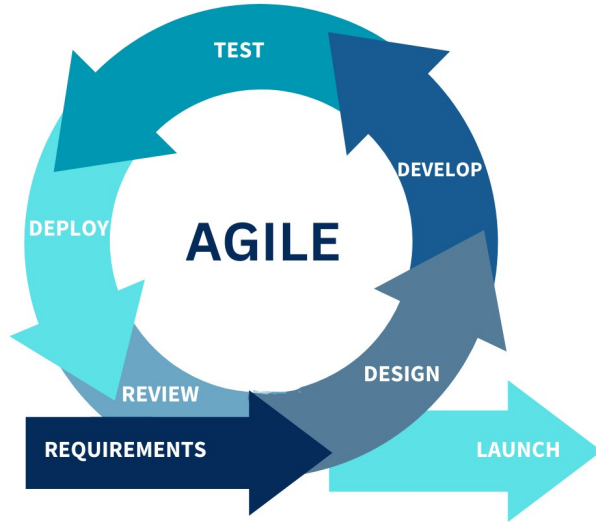 TEST
DEVELOP
DEPLOY
AGILE
DESIGN
REVIEW
REQUIREMENTS
LAUNCH